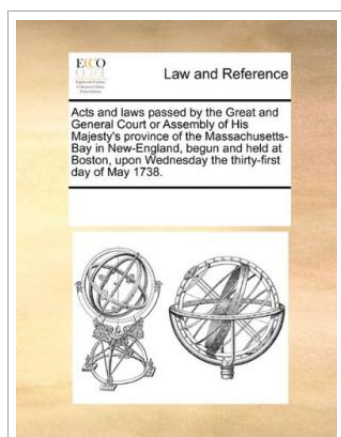 ECCO
Law and Reference
Acts and laws passed by the Great and
General Court or Assembly of His
Majesty's province of the Massachusetts-
Bay in New-England, begun and held at
Boston, upon Wednesday the thirty-first
day of May 1738.